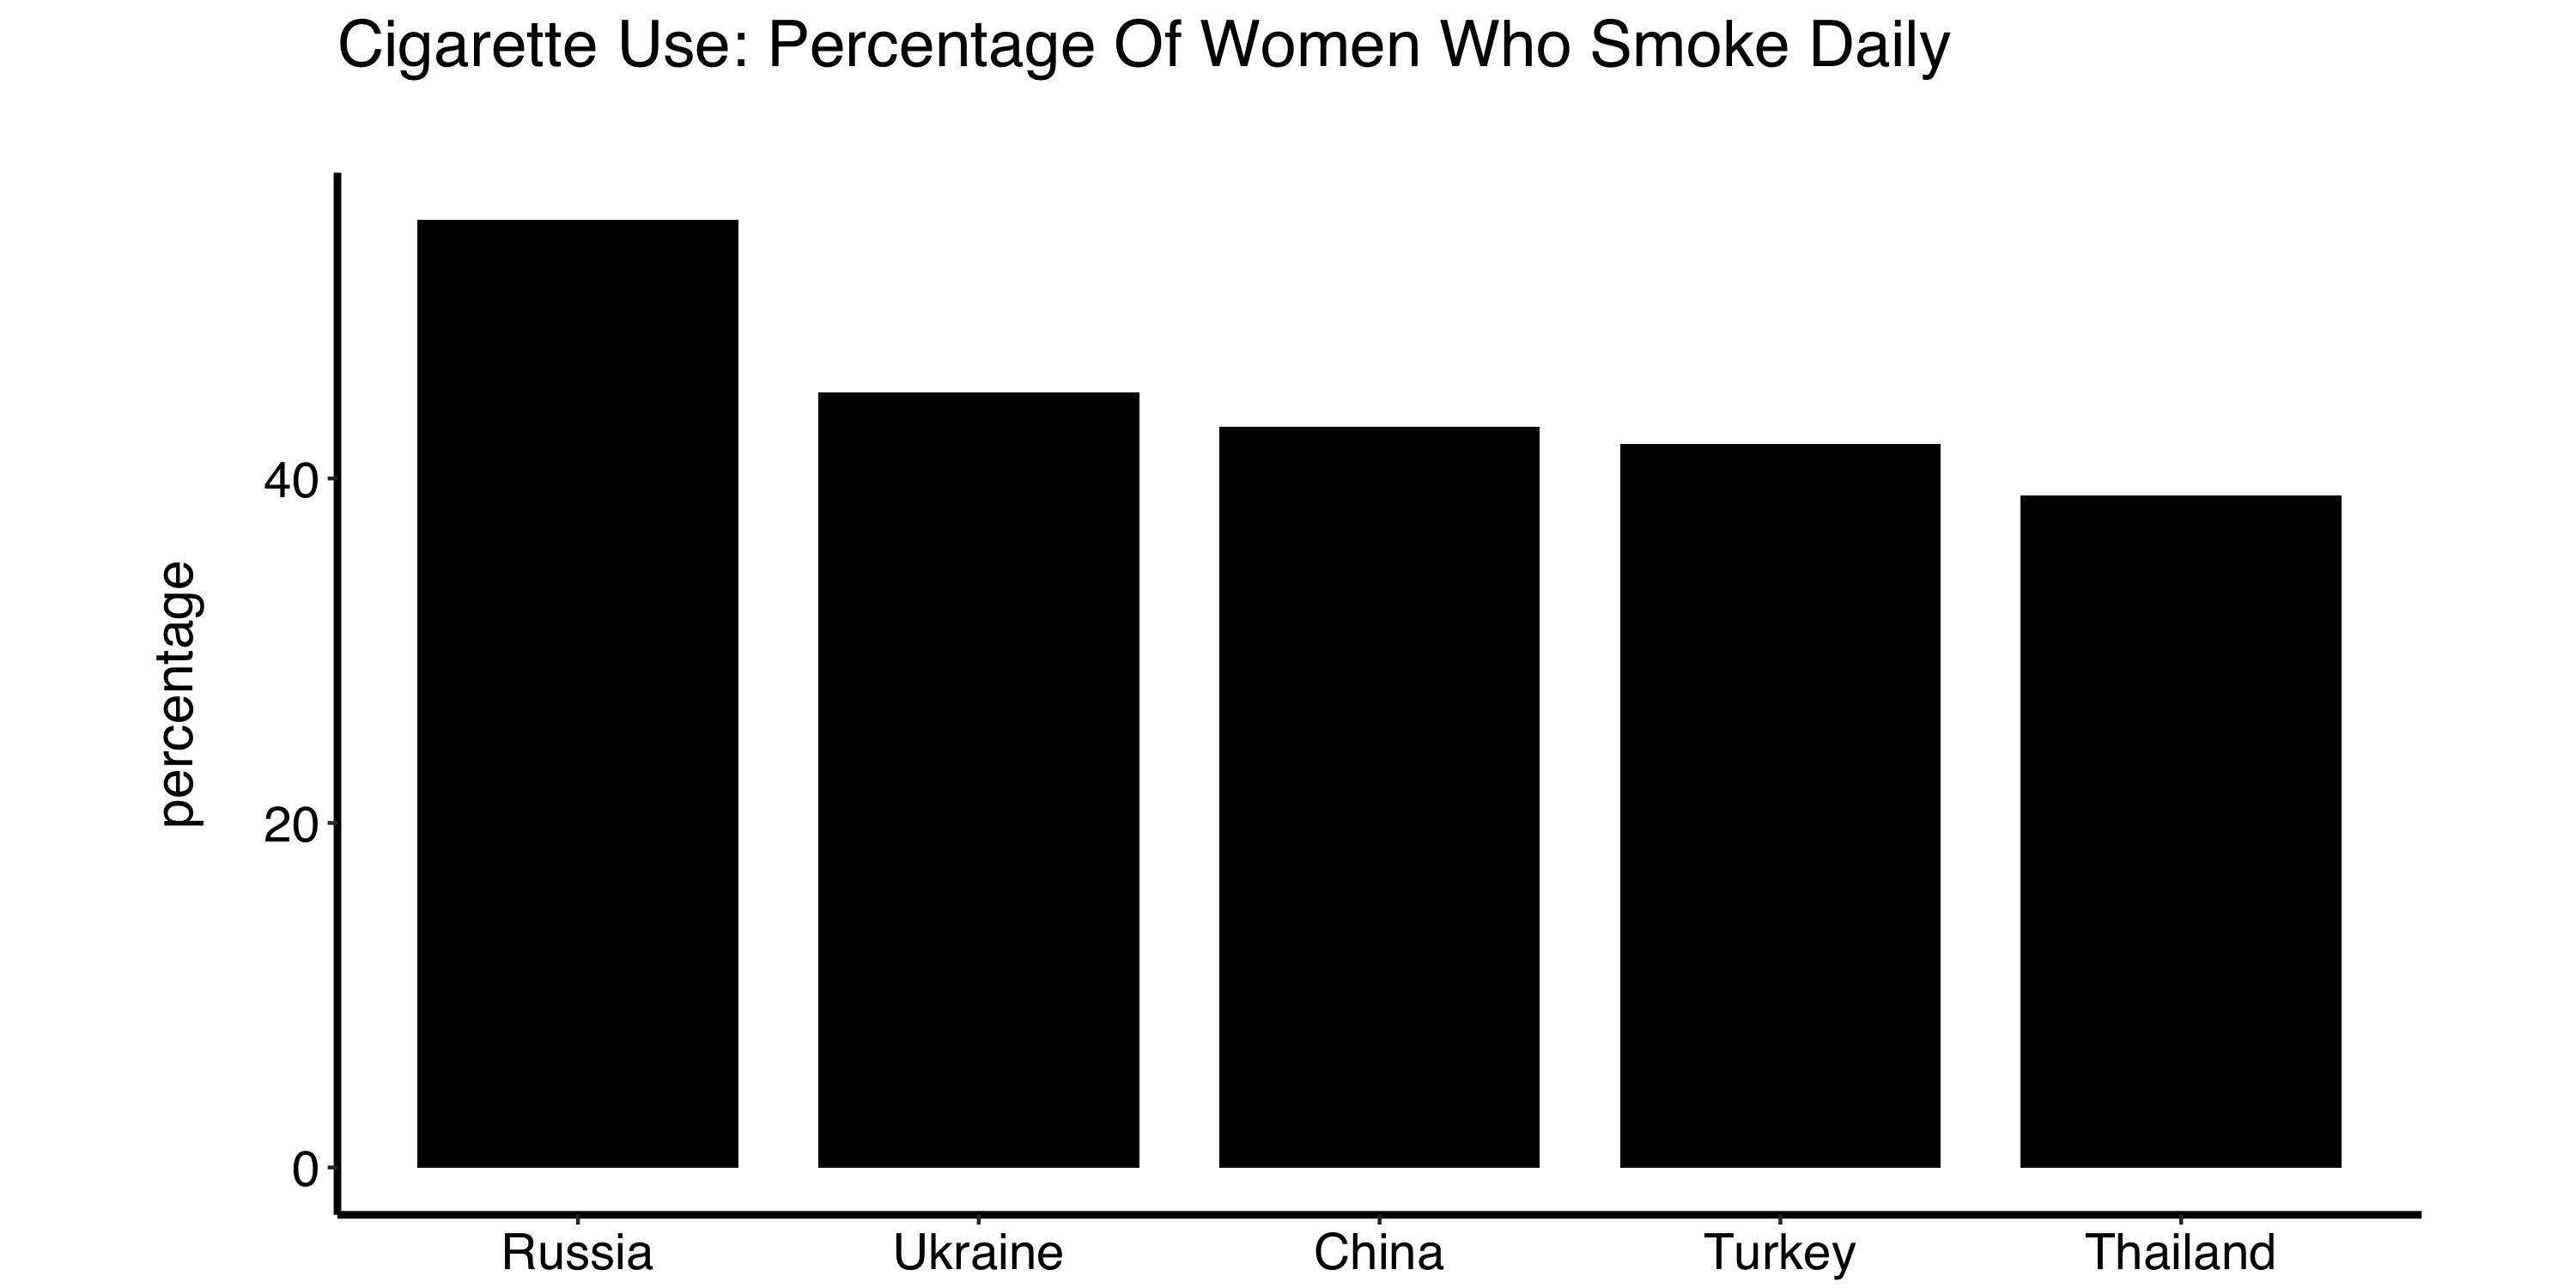 Cigarette Use: Percentage Of Women Who Smoke Daily
percentage
40
20
0
Russia Ukraine China Turkey Thailand